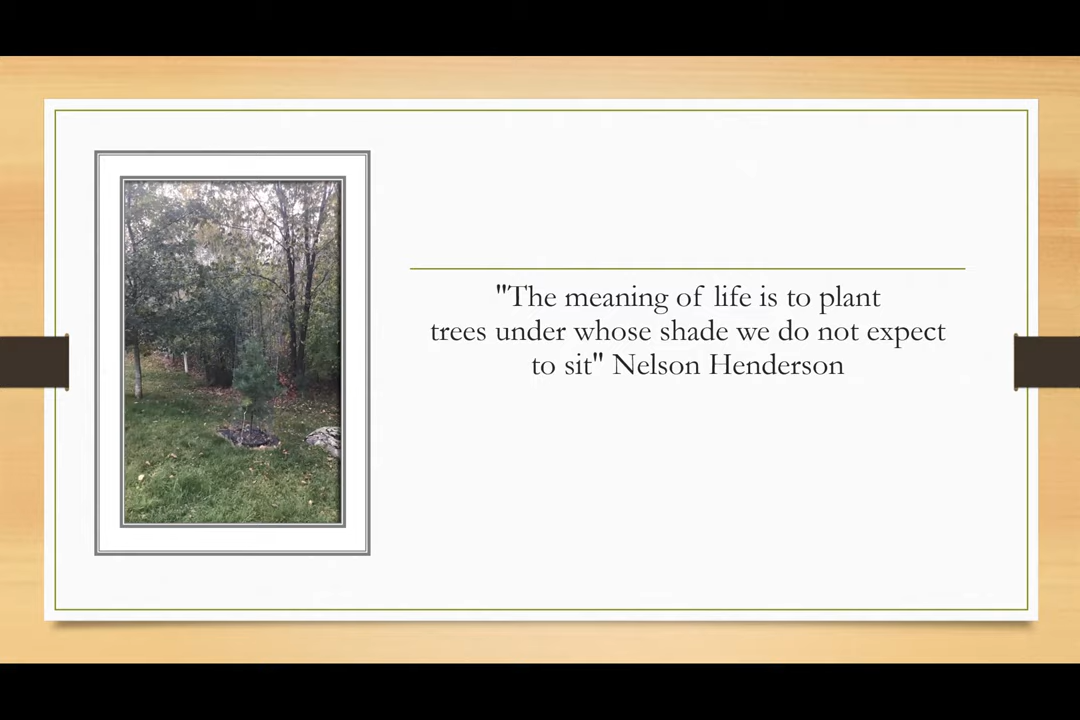 "The meaning of life is to plant
trees under whose shade we do not expect
to sit" Nelson Henderson